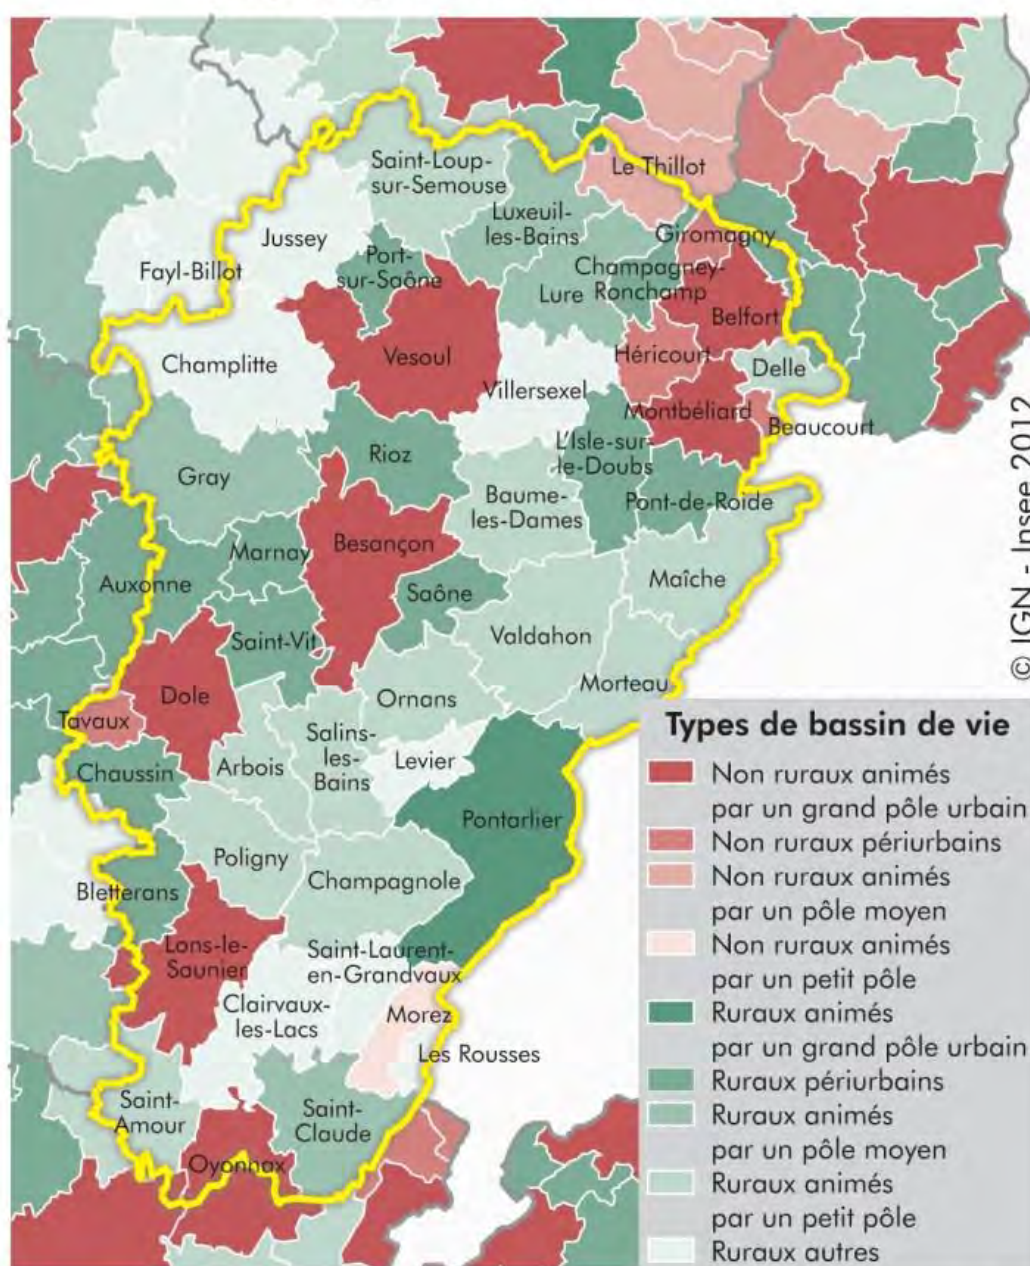 Saint-Loup-
sur-Semouse
Le Thillot
Luxeuil-
les-Bains
Jussey
Giromagny
Port-
sur-Saône
Fayl-Billot
Champagney-
Ronchamp
Lure
Belfort
Vesoul
Héricourt
Champlitte
Delle
Villersexel
Montbéliard
Beaucourt
L'Isle-sur-
le-Doubs
Rioz
Gray
Baume-
les-Dames
Pont-de-Roide
Besançon
Marnay
Maîche
Auxonne
Saône
Valdahon
Saint-Vit
Morteau
Dole
Ornans
Tavaux
Salins-
les-
Bains
Levier
Arbois
Chaussin
Pontarlier
Poligny
Champagnole
Bletterans
Lons-le-
Saunier
Saint-Laurent-
en-Grandvaux
Clairvaux-
les-Lacs
Morez
Les Rousses
Saint-
Amour
Saint-
Claude
Oyonnax
© IGN - Insee 2012
Types de bassin de vie
Non ruraux animés
par un grand pôle urbain
Non ruraux périurbains
Non ruraux animés
par un pôle moyen
Non ruraux animés
par un petit pôle
Ruraux animés
par un grand pôle urbain
Ruraux périurbains
Ruraux animés
par un pôle moyen
Ruraux animés
par un petit pôle
Ruraux autres